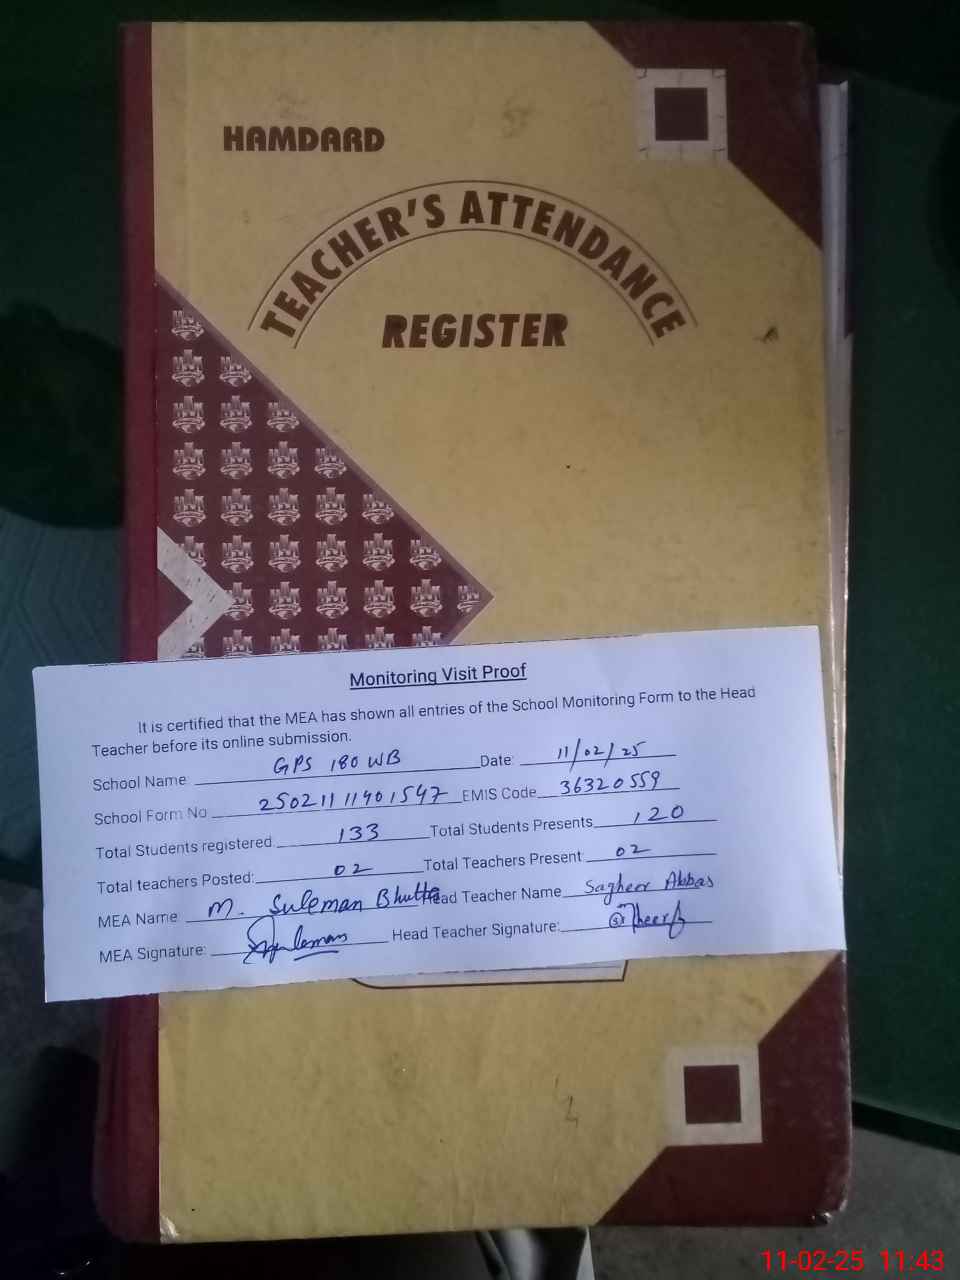 HAMDARD
TEACHER'S ATTENDANCE
REGISTER
Monitoring Visit Proof
It is certified that the MEA has shown all entries of the School Monitoring Form to the Head
Teacher before its online submission.
School Name: GPS 180 WB Date: 11/02/25
School Form No 25021111401547 EMIS Code 36320559
Total Students registered 133 Total Students Presents 120
Total teachers Posted: 02 Total Teachers Present: 02
MEA Name: M. Suleman Bhutta Head Teacher Name Sagheer Abbas
MEA Signature: Suleman Head Teacher Signature:
11-02-25 11:43